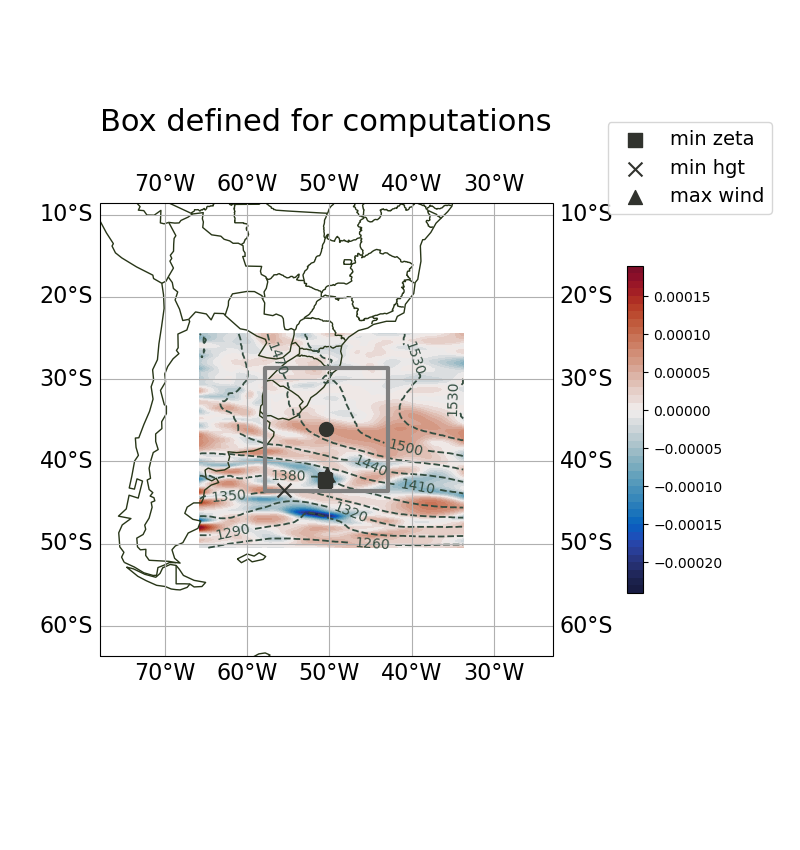 Box defined for computations
min zeta
min hgt
max wind
70°W 60°W 50°W 40°W 30°W
10°S 10°S
20°S 20°S
30°S 30°S
40°S 40°S
50°S 50°S
60°S 60°S
70°W 60°W 50°W 40°W 30°W
1470
1530
1530
1500
1440
1380
1410
1350
1320
1290
1260
0.00015
0.00010
0.00005
0.00000
−0.00005
−0.00010
−0.00015
−0.00020